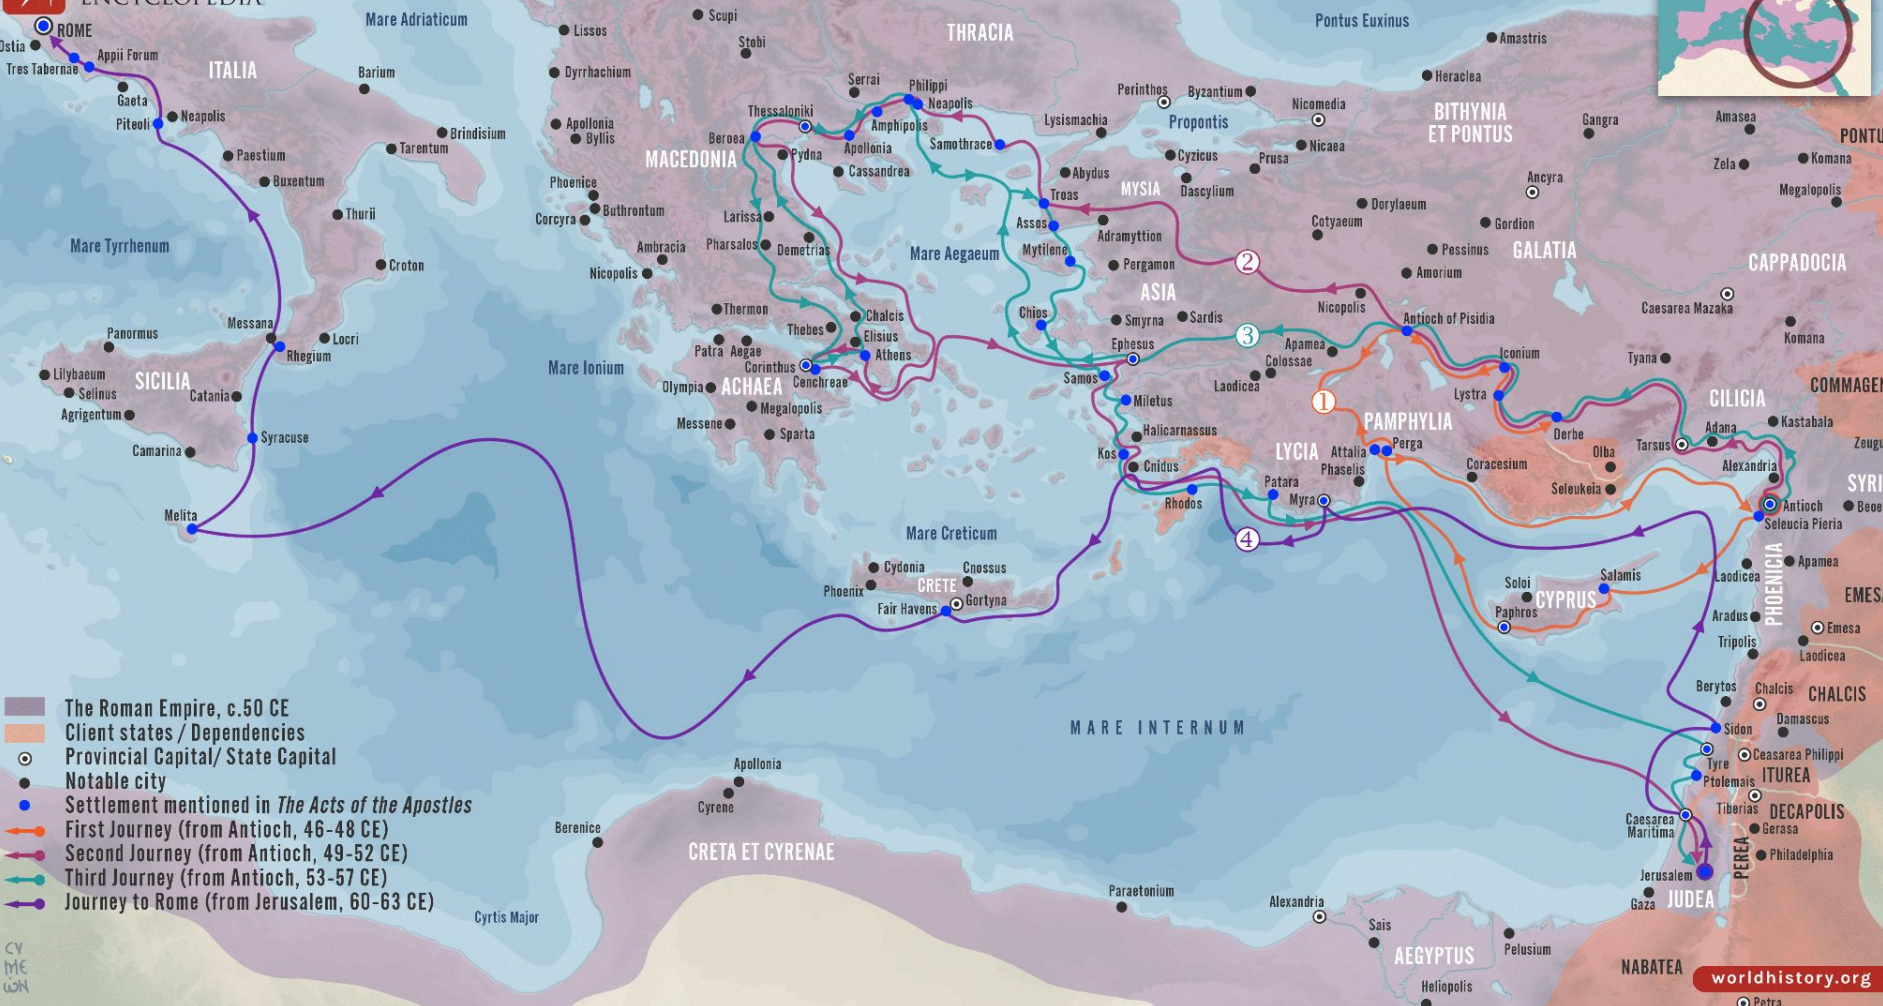 ENCYCLOPEDIA
Mare Adriaticum
Scupi
THRACIA
Pontus Euxinus
Amastris
ROME
Ostia
Appii Forum
Tres Tabernae
ITALIA
Lissos
Stobi
Barium
Dyrrhachium
Heraclea
Gaeta
Piteoli
Neapolis
Serrai
Philippi
Neapolis
Perinthos
Byzantium
Nicomedia
BITHYNIA
ET PONTUS
Gangra
Amasea
PONTU
Thessaloniki
Amphipolis
Lysismachia
Propontis
Brindisium
Apollonia
Byllis
Beroea
Apollonia
Samothrace
Nicaea
Tarentum
Paestium
MACEDONIA
Pydna
Cyzicus
Prusa
Zela
Komana
Buxentum
Phoenice
Cassandrea
Abydus
MYSIA
Dascylium
Ancyra
Megalopolis
Thurii
Buthrontum
Corcyra
Larissa
Troas
Assos
Dorylaeum
Cotyaeum
Gordion
Mare Tyrrhenum
Ambracia
Pharsalos
Demetrias
Mare Aegaeum
Mytilene
Adramyttion
Pessinus
GALATIA
CAPPADOCIA
Croton
Nicopolis
Pergamon
2
Amorium
ASIA
Nicopolis
Caesarea Mazaka
Thermon
Chalcis
Chios
Smyrna
Sardis
Antioch of Pisidia
Messana
Panormus
Locri
Thebes
Elisius
3
Komana
Rhegium
Patra
Aegae
Athens
Ephesus
Apamea
Iconium
Tyana
Mare Ionium
Corinthus
Cenchreae
Colossae
Lilybaeum
SICILIA
Selinus
Catania
Olympia
ACHAEA
Samos
Laodicea
COMMAGEN
Agrigentum
Megalopolis
Miletus
1
Lystra
CILICIA
Messene
Sparta
PAMPHYLIA
Derbe
Adana
Kastabala
Camarina
Syracuse
Halicarnassus
Kos
Cnidus
LYCIA
Attalia
Perga
Phaselis
Olba
Tarsus
Zeugu
Coracesium
Alexandria
Seleukeia
SYRI
Patara
Myra
Rhodos
Melita
Antioch
Seleucia Pieria
Beroe
Mare Creticum
4
Cydonia
Cnossus
Phoenix
CRETE
Gortyna
Fair Havens
Soloi
Salamis
CYPRUS
Paphros
Laodicea
Apamea
PHOENICIA
EMESA
Aradus
Emesa
Tripolis
Laodicea
Berytos
Chalcis
CHALCIS
Damascus
Sidon
MARE INTERNUM
Tyre
Ceasarea Philippi
Ptolemais
ITUREA
Tiberias
DECAPOLIS
Caesarea
Maritima
Gerasa
PEREA
Philadelphia
Jerusalem
Gaza
JUDEA
Apollonia
Cyrene
Berenice
CRETA ET CYRENAE
Cyrtis Major
Paraetonium
Alexandria
Sais
AEGYPTUS
Pelusium
Heliopolis
NABATEA
Petra
The Roman Empire, c.50 CE
Client states / Dependencies
Provincial Capital/ State Capital
Notable city
Settlement mentioned in The Acts of the Apostles
First Journey (from Antioch, 46-48 CE)
Second Journey (from Antioch, 49-52 CE)
Third Journey (from Antioch, 53-57 CE)
Journey to Rome (from Jerusalem, 60-63 CE)
worldhistory.org